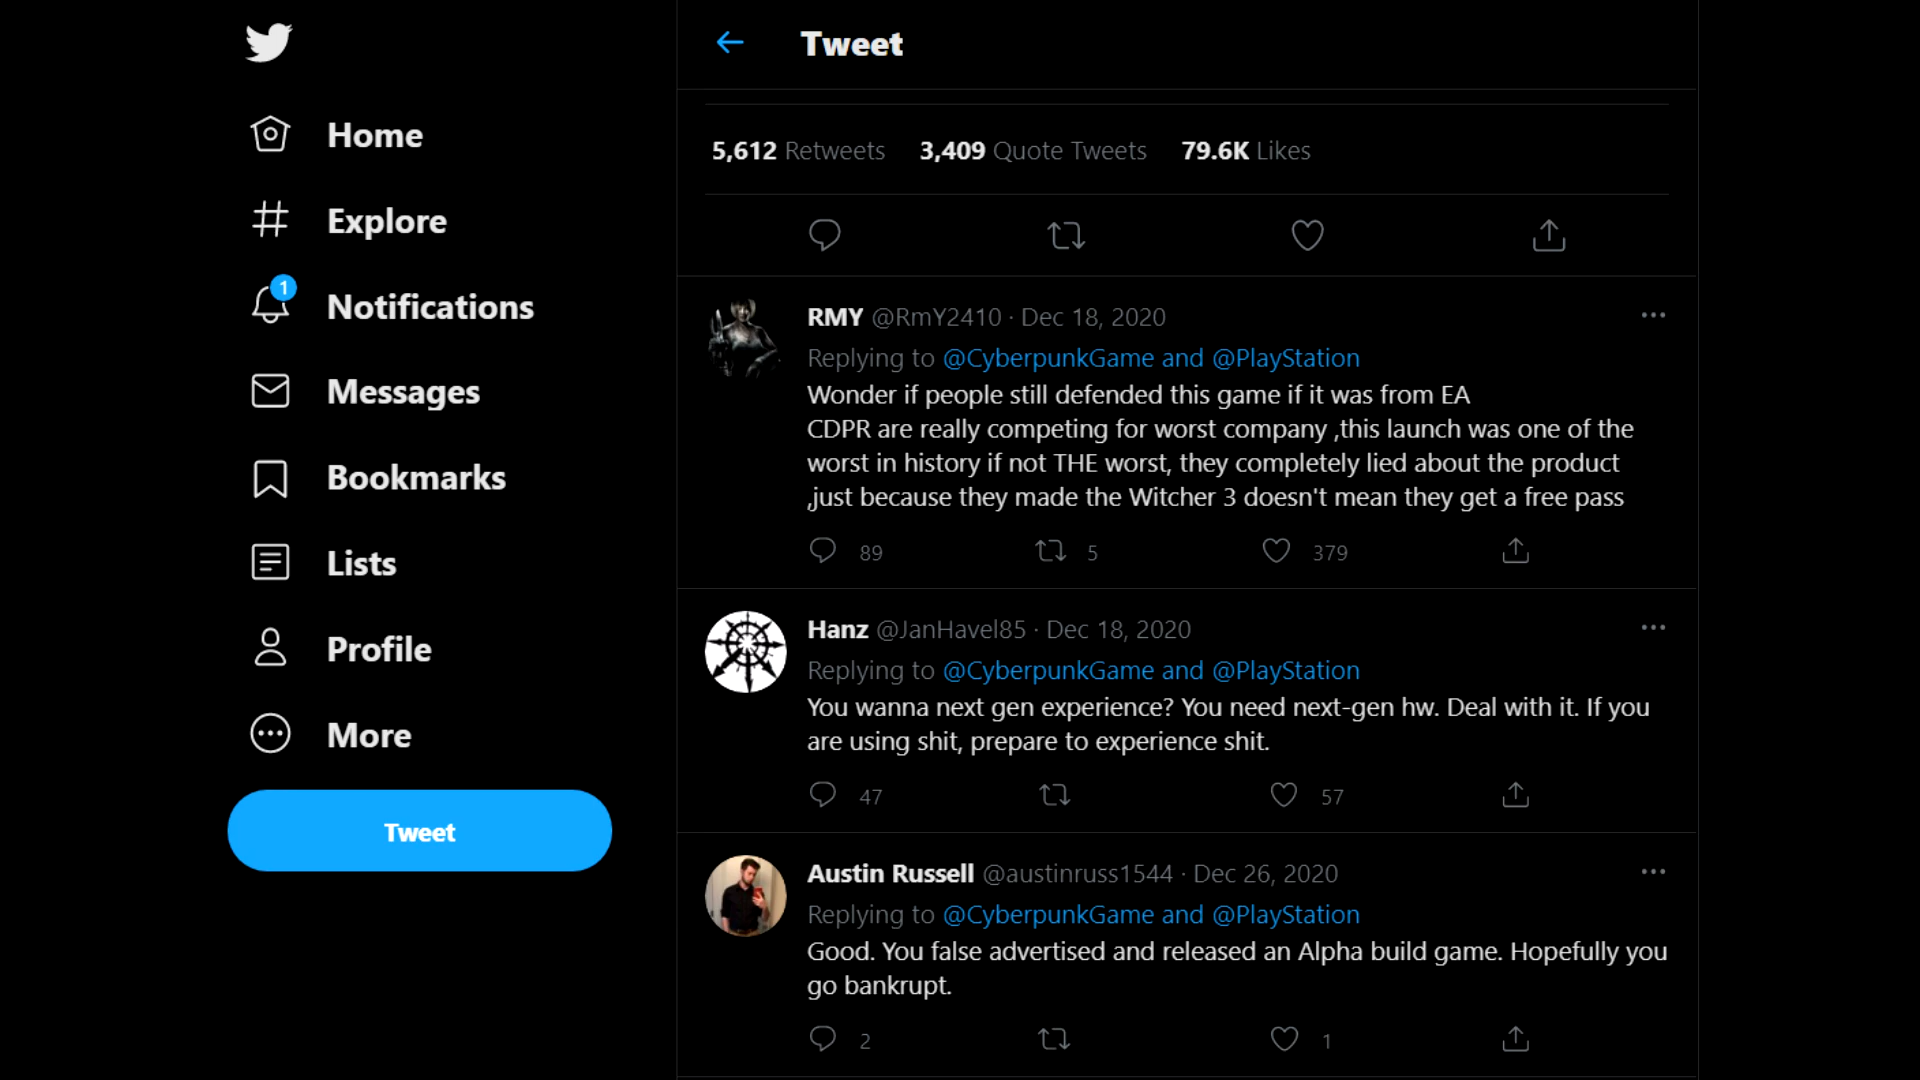 Tweet
Home
Explore
1
Notifications
Messages
Bookmarks
Lists
Profile
More
Tweet
5,612 Retweets 3,409 Quote Tweets 79.6K Likes
RMY @RmY2410 · Dec 18, 2020
Replying to @CyberpunkGame and @PlayStation
Wonder if people still defended this game if it was from EA
CDPR are really competing for worst company ,this launch was one of the
worst in history if not THE worst, they completely lied about the product
,just because they made the Witcher 3 doesn't mean they get a free pass
89 5 379
Hanz @JanHavel85 · Dec 18, 2020
Replying to @CyberpunkGame and @PlayStation
You wanna next gen experience? You need next-gen hw. Deal with it. If you
are using shit, prepare to experience shit.
47 57
Austin Russell @austinruss1544 · Dec 26, 2020
Replying to @CyberpunkGame and @PlayStation
Good. You false advertised and released an Alpha build game. Hopefully you
go bankrupt.
2 1